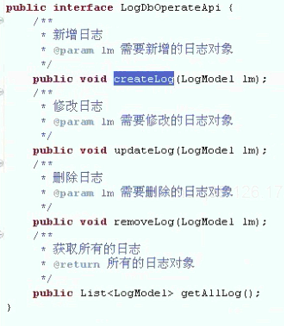 public interface LogDbOperateApi {
/**
* 新增日志
* @param lm 需要新增的日志对象
*/
public void createLog(LogModel lm);
/**
* 修改日志
* @param lm 需要修改的日志对象
*/
public void updateLog(LogModel lm);
/**
* 删除日志
* @param lm 需要删除的日志对象
*/
public void removeLog(LogModel lm);
/**
* 获取所有的日志
* @return 所有的日志对象
*/
public List<LogModel> getAllLog();
}